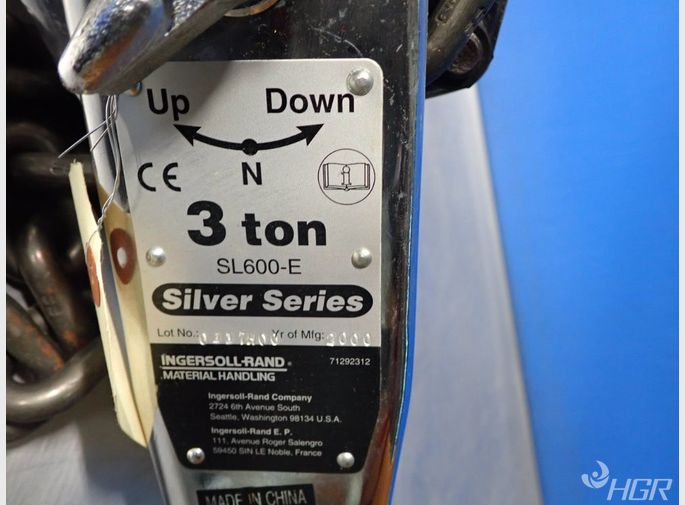 Up Down
N
CE
3 ton
SL600-E
Silver Series
Lot No.: Yr of Mfg: 2000
INGERSOLL-RAND®
MATERIAL HANDLING
71292312
Ingersoll-Rand Company
2724 6th Avenue South
Seattle, Washington 98134 U.S.A.
Ingersoll-Rand E. P.
111, Avenue Roger Salengro
59450 SIN LE Noble, France
MADE IN CHINA
HGR